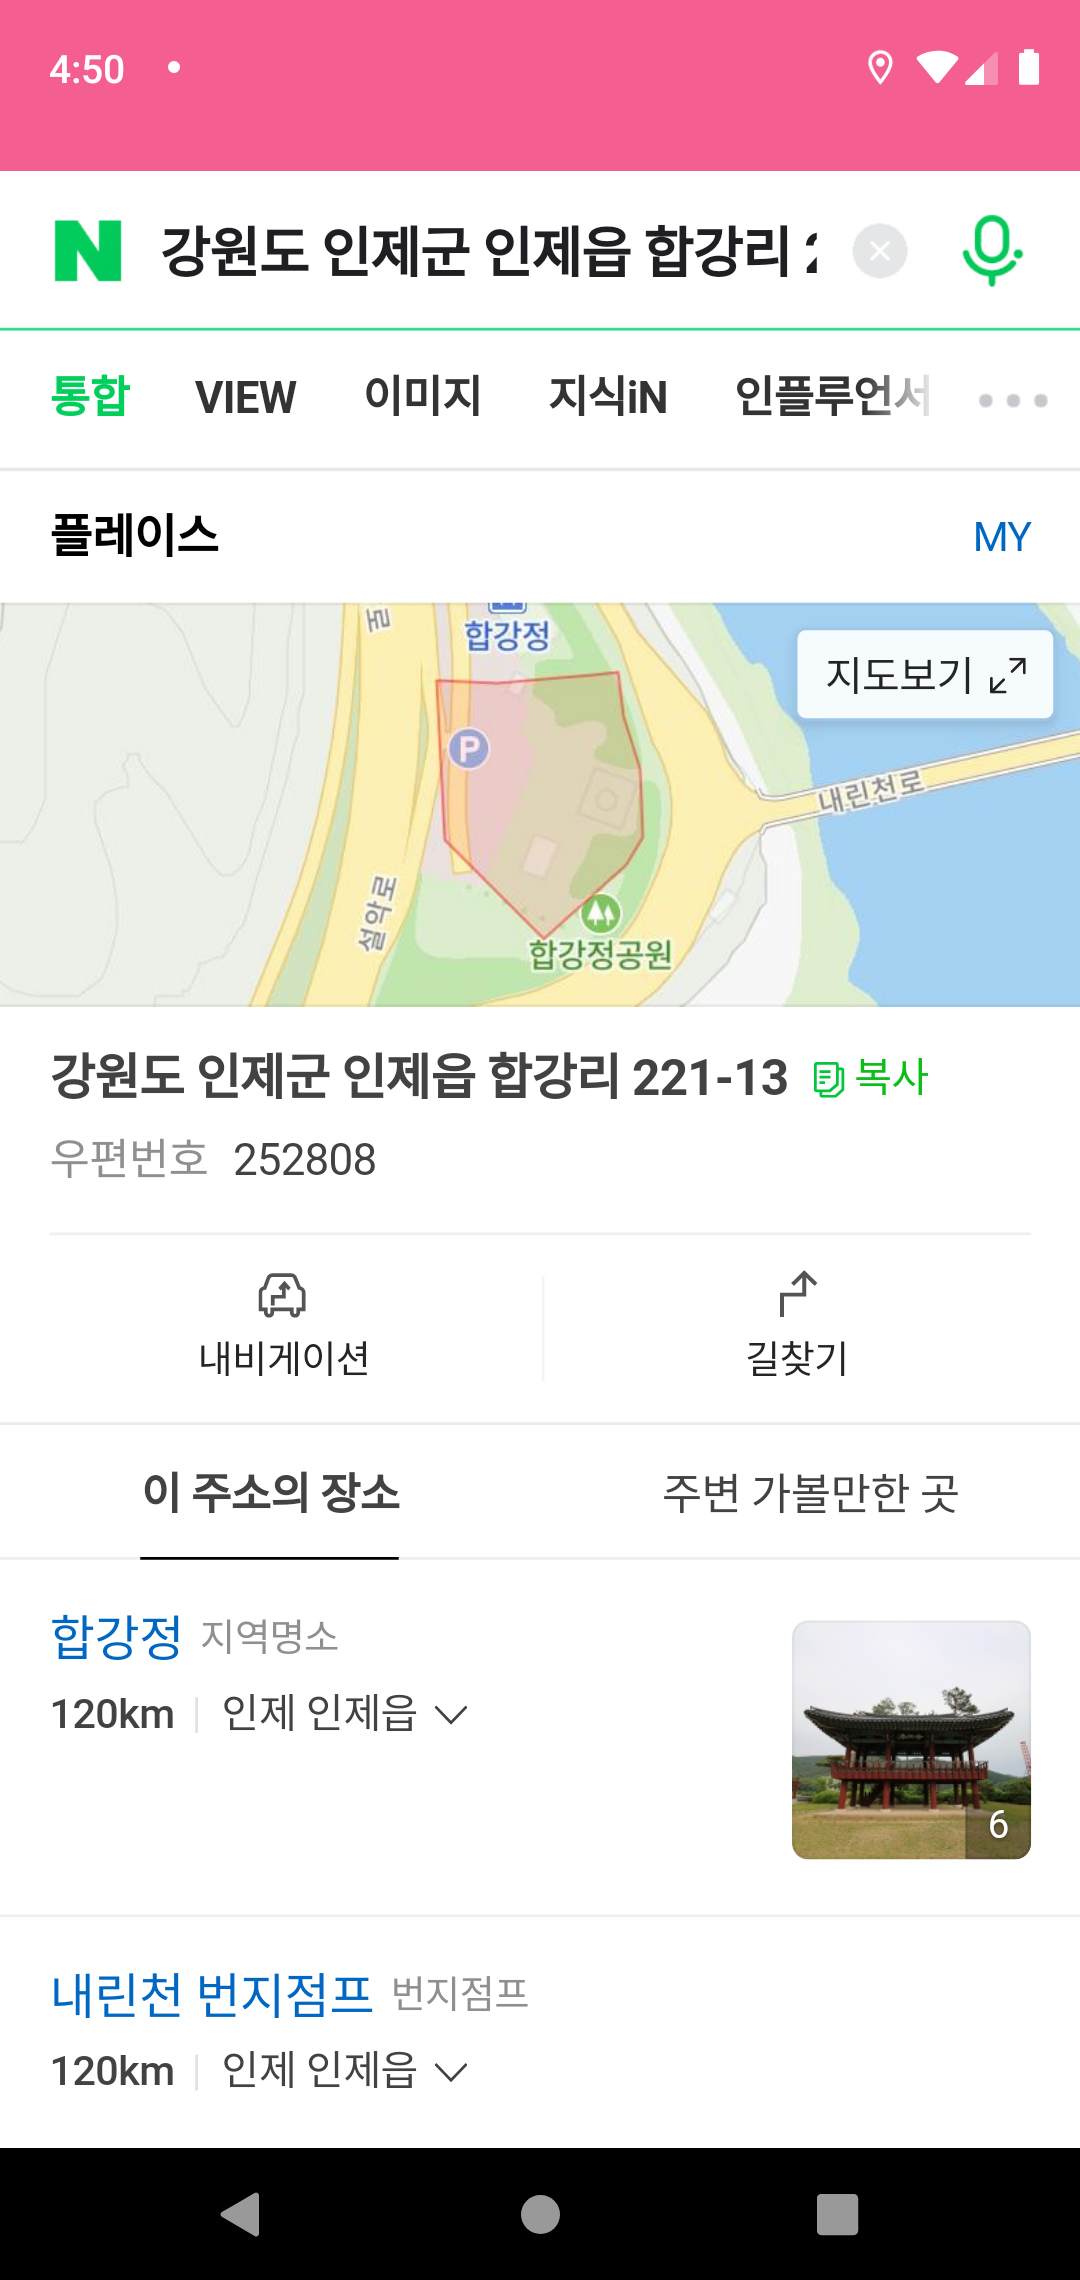 4:50
N 강원도 인제군 인제읍 합강리
통합 VIEW 이미지 지식iN 인플루언서
플레이스 MY
합강정
지도보기
P
내린천로
설악로
합강정공원
강원도 인제군 인제읍 합강리 221-13 복사
우편번호 252808
내비게이션 길찾기
이 주소의 장소 주변 가볼만한 곳
합강정 지역명소
120km 인제 인제읍
6
내린천 번지점프 번지점프
120km 인제 인제읍